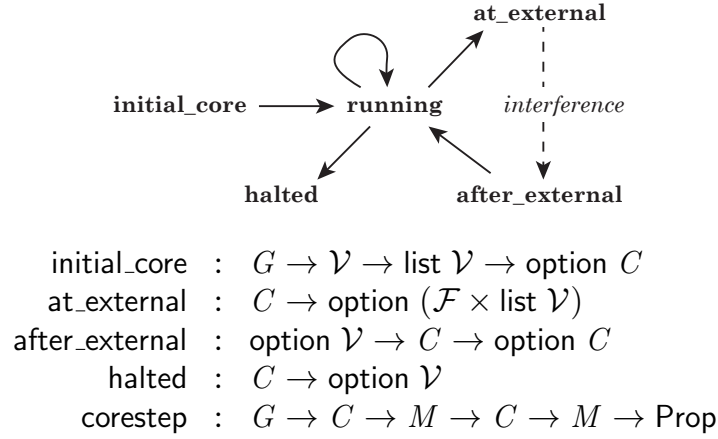 at_external
initial_core running interference
halted after_external
initial_core : G → 𝒱 → list 𝒱 → option C
at_external : C → option (ℱ × list 𝒱)
after_external : option 𝒱 → C → option C
halted : C → option 𝒱
corestep : G → C → M → C → M → Prop